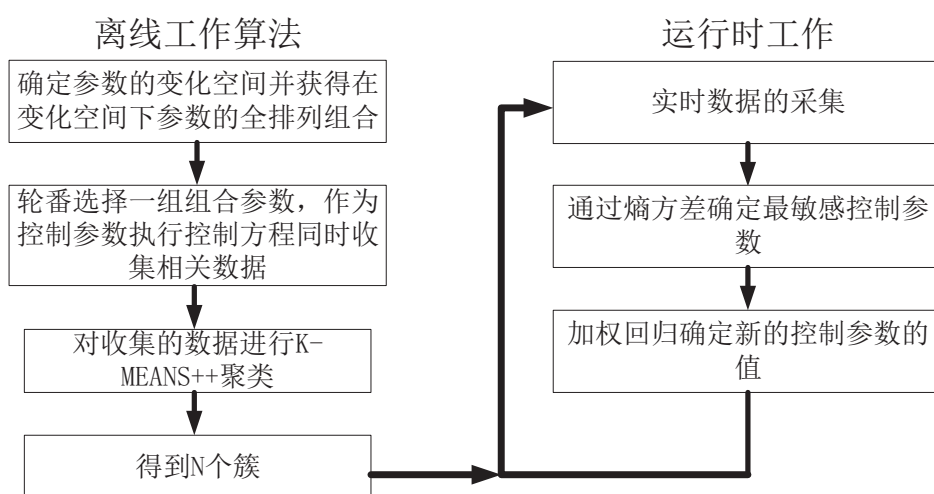 离线工作算法
确定参数的变化空间并获得在
变化空间下参数的全排列组合
轮番选择一组组合参数，作为
控制参数执行控制方程同时收
集相关数据
对收集的数据进行K-
MEANS++聚类
得到N个簇
运行时工作
实时数据的采集
通过熵方差确定最敏感控制参
数
加权回归确定新的控制参数的
值